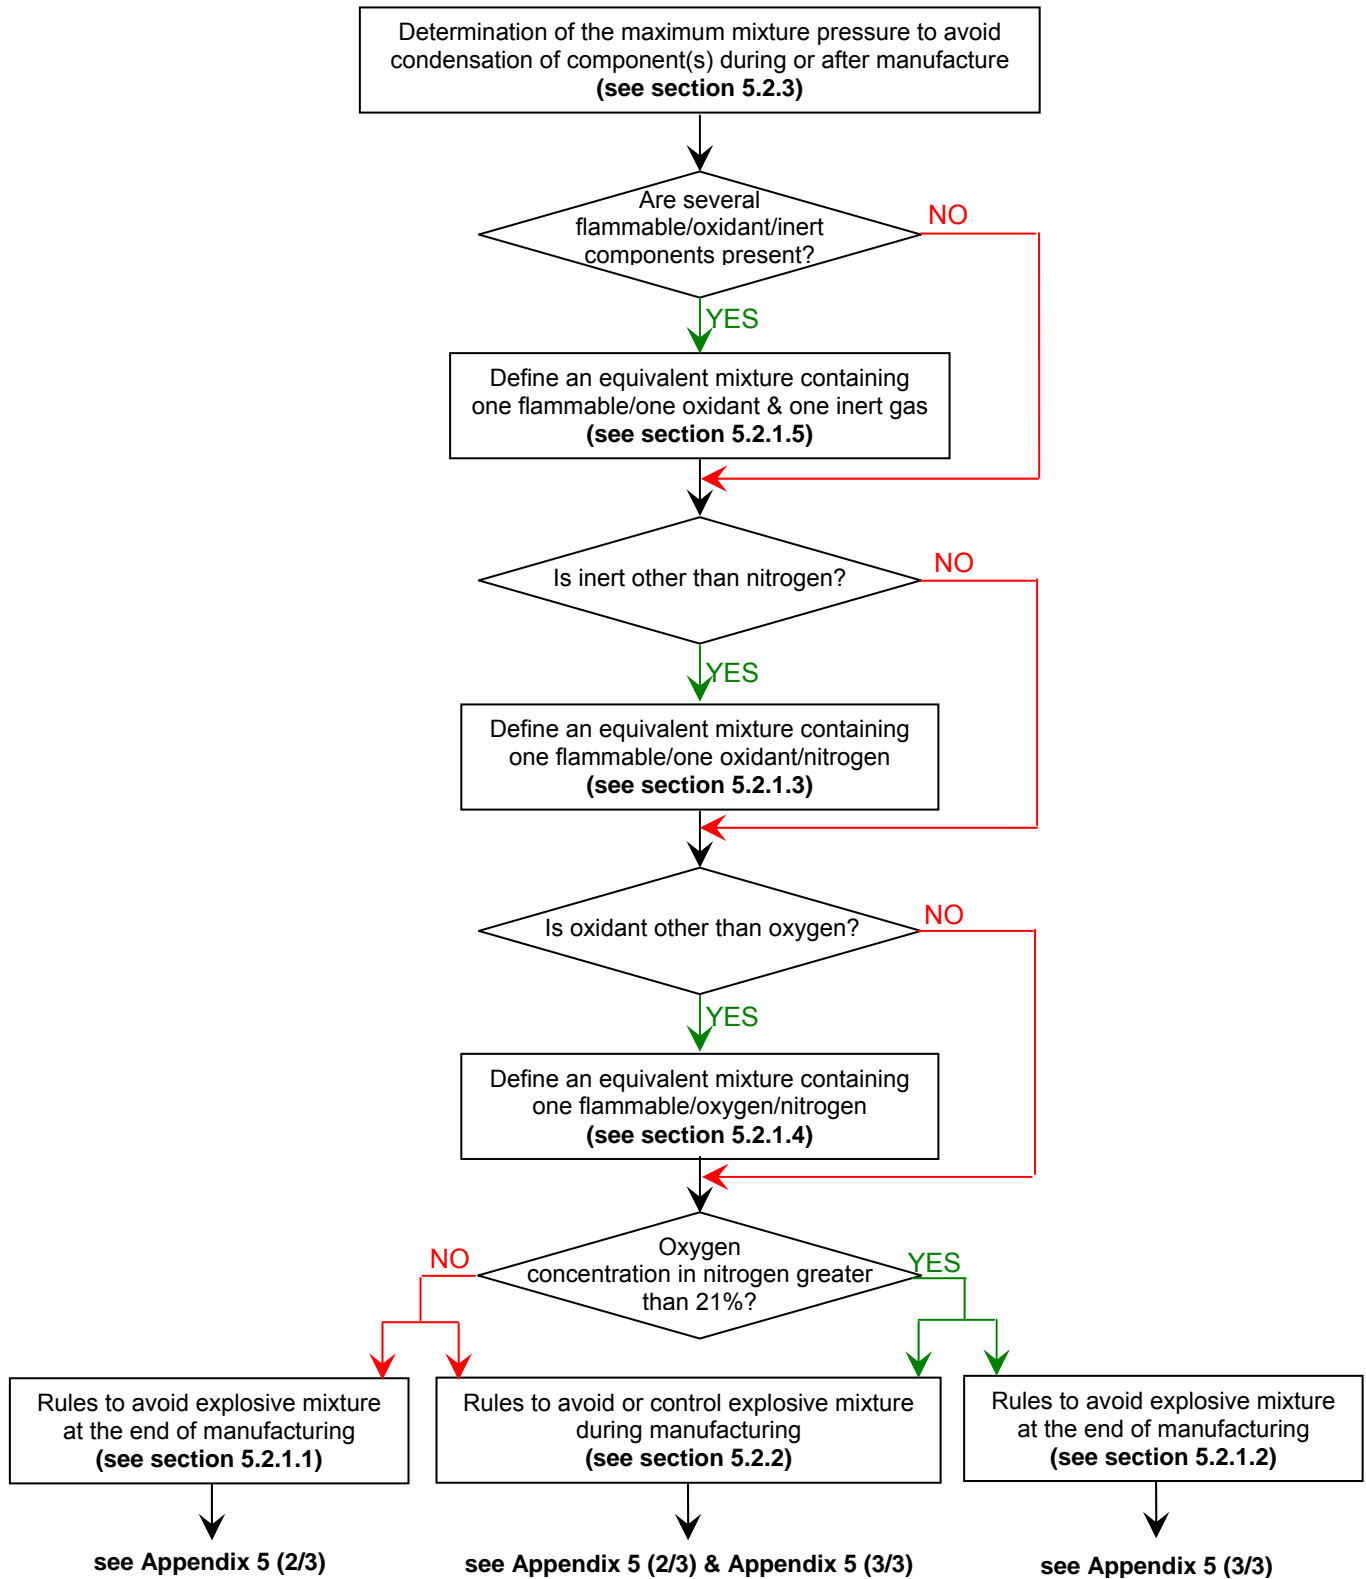 Determination of the maximum mixture pressure to avoid
condensation of component(s) during or after manufacture
(see section 5.2.3)
Are several
flammable/oxidant/inert
components present?
NO
YES
Define an equivalent mixture containing
one flammable/one oxidant & one inert gas
(see section 5.2.1.5)
Is inert other than nitrogen?
NO
YES
Define an equivalent mixture containing
one flammable/one oxidant/nitrogen
(see section 5.2.1.3)
Is oxidant other than oxygen?
NO
YES
Define an equivalent mixture containing
one flammable/oxygen/nitrogen
(see section 5.2.1.4)
Oxygen
concentration in nitrogen greater
than 21%?
NO
YES
Rules to avoid explosive mixture
at the end of manufacturing
(see section 5.2.1.1)
Rules to avoid or control explosive mixture
during manufacturing
(see section 5.2.2)
Rules to avoid explosive mixture
at the end of manufacturing
(see section 5.2.1.2)
see Appendix 5 (2/3)
see Appendix 5 (2/3) & Appendix 5 (3/3)
see Appendix 5 (3/3)